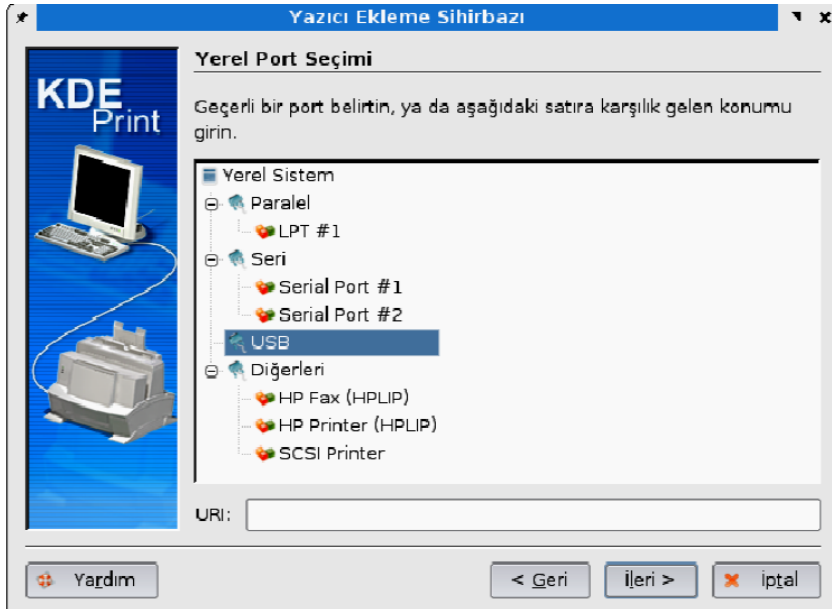 Yazıcı Ekleme Sihirbazı
KDE
Print
Yerel Port Seçimi
Geçerli bir port belirtin, ya da aşağıdaki satıra karşılık gelen konumu
girin.
Yerel Sistem
Paralel
LPT #1
Seri
Serial Port #1
Serial Port #2
USB
Diğerleri
HP Fax (HPLIP)
HP Printer (HPLIP)
SCSI Printer
URI:
Yardım
< Geri
İleri >
İptal